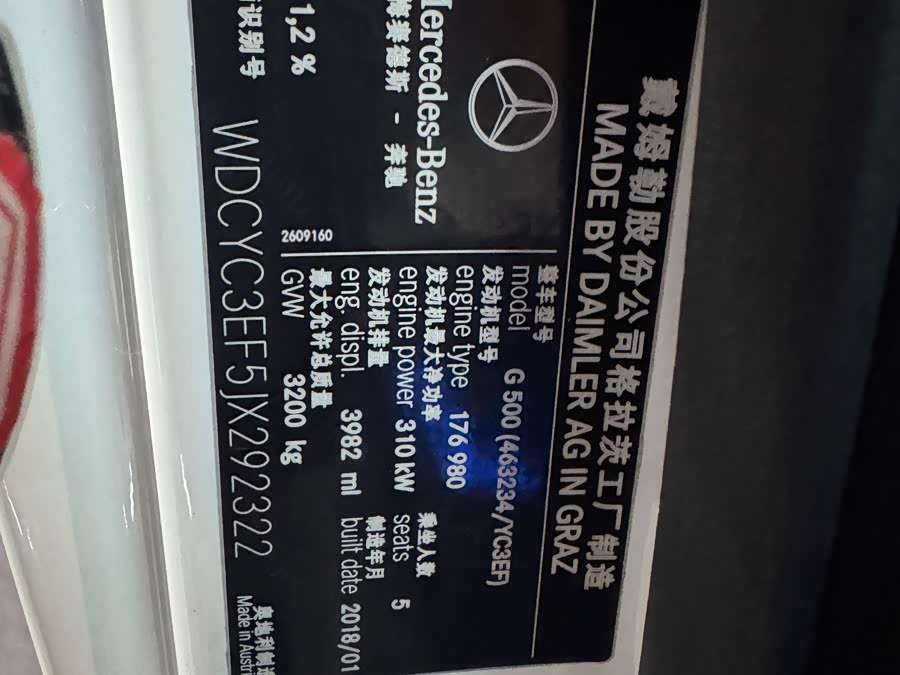 戴姆勒股份公司格拉茨工厂制造
MADE BY DAIMLER AG IN GRAZ
Mercedes-Benz
梅赛德斯 - 奔驰
整车型号
model G 500 (463234/YC3EF)
发动机型号
engine type 176 980
发动机最大净功率 乘坐人数
engine power 310 kW seats 5
发动机排量 制造年月
eng. displ. 3982 ml built date 2018/01
最大允许总质量
GVW 3200 kg
2609160
1,2 %
识别号
WDCYC3EF5JX292322
奥地利制造
Made in Austri